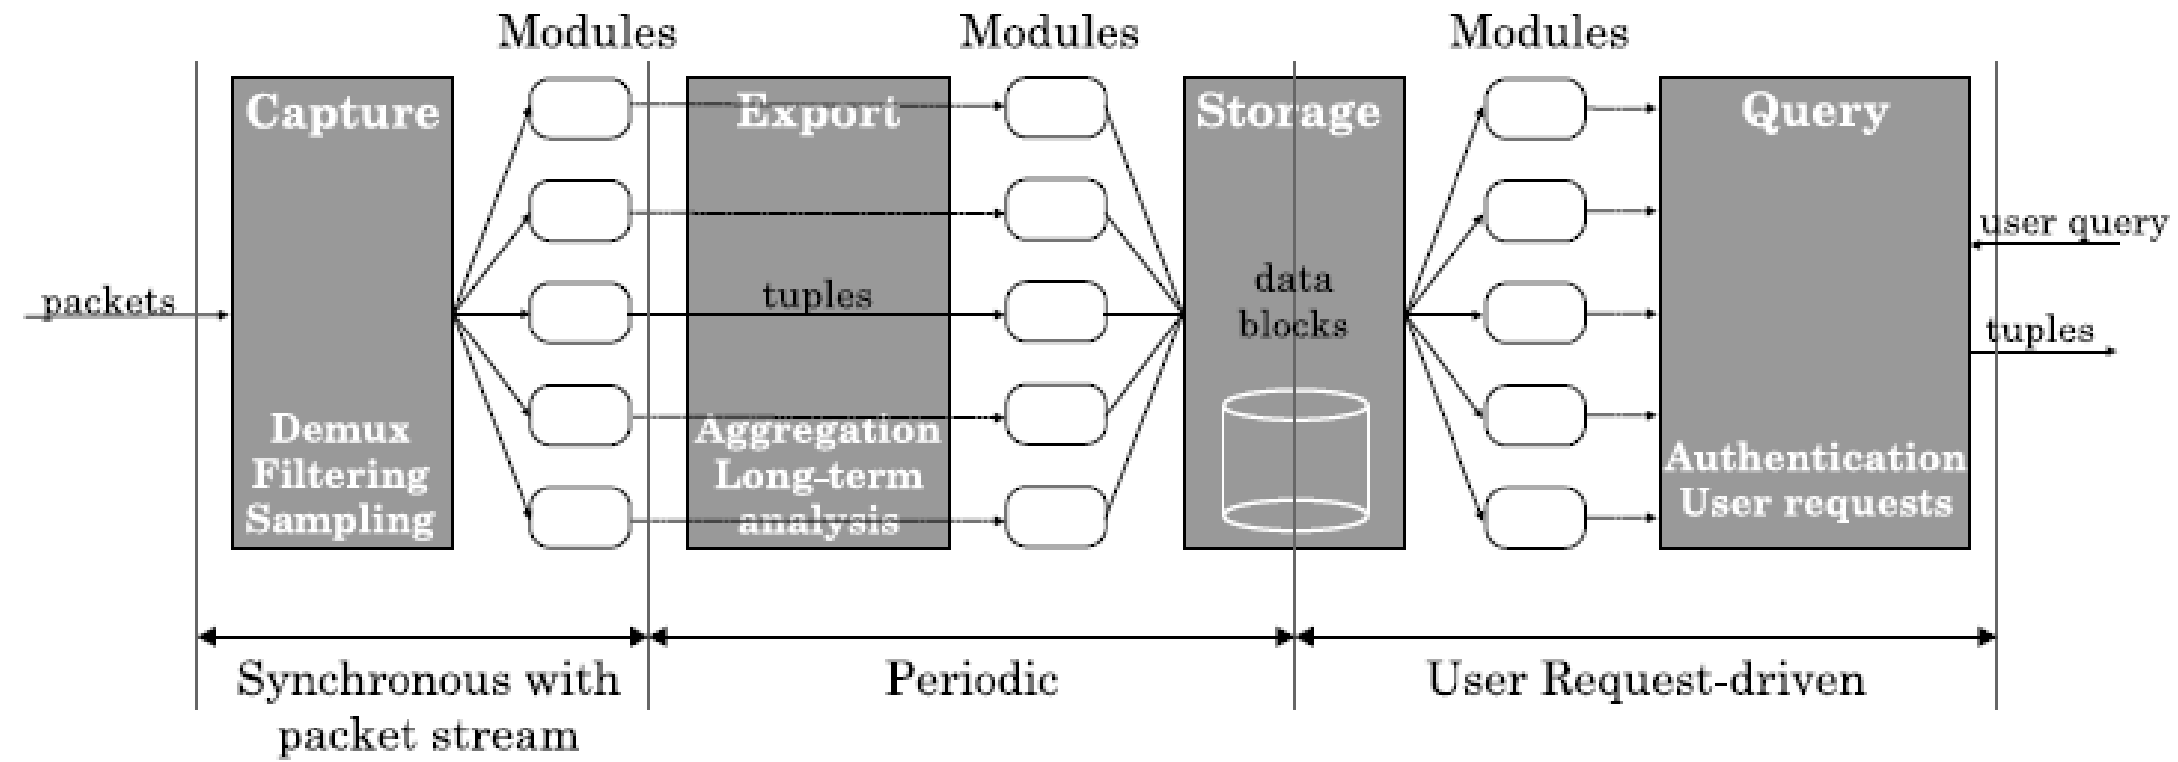 Modules
Modules
Modules
Capture
Export
Storage
Query
packets
tuples
data
blocks
user query
tuples
Demux
Filtering
Sampling
Aggregation
Long-term
analysis
Authentication
User requests
Synchronous with
packet stream
Periodic
User Request-driven